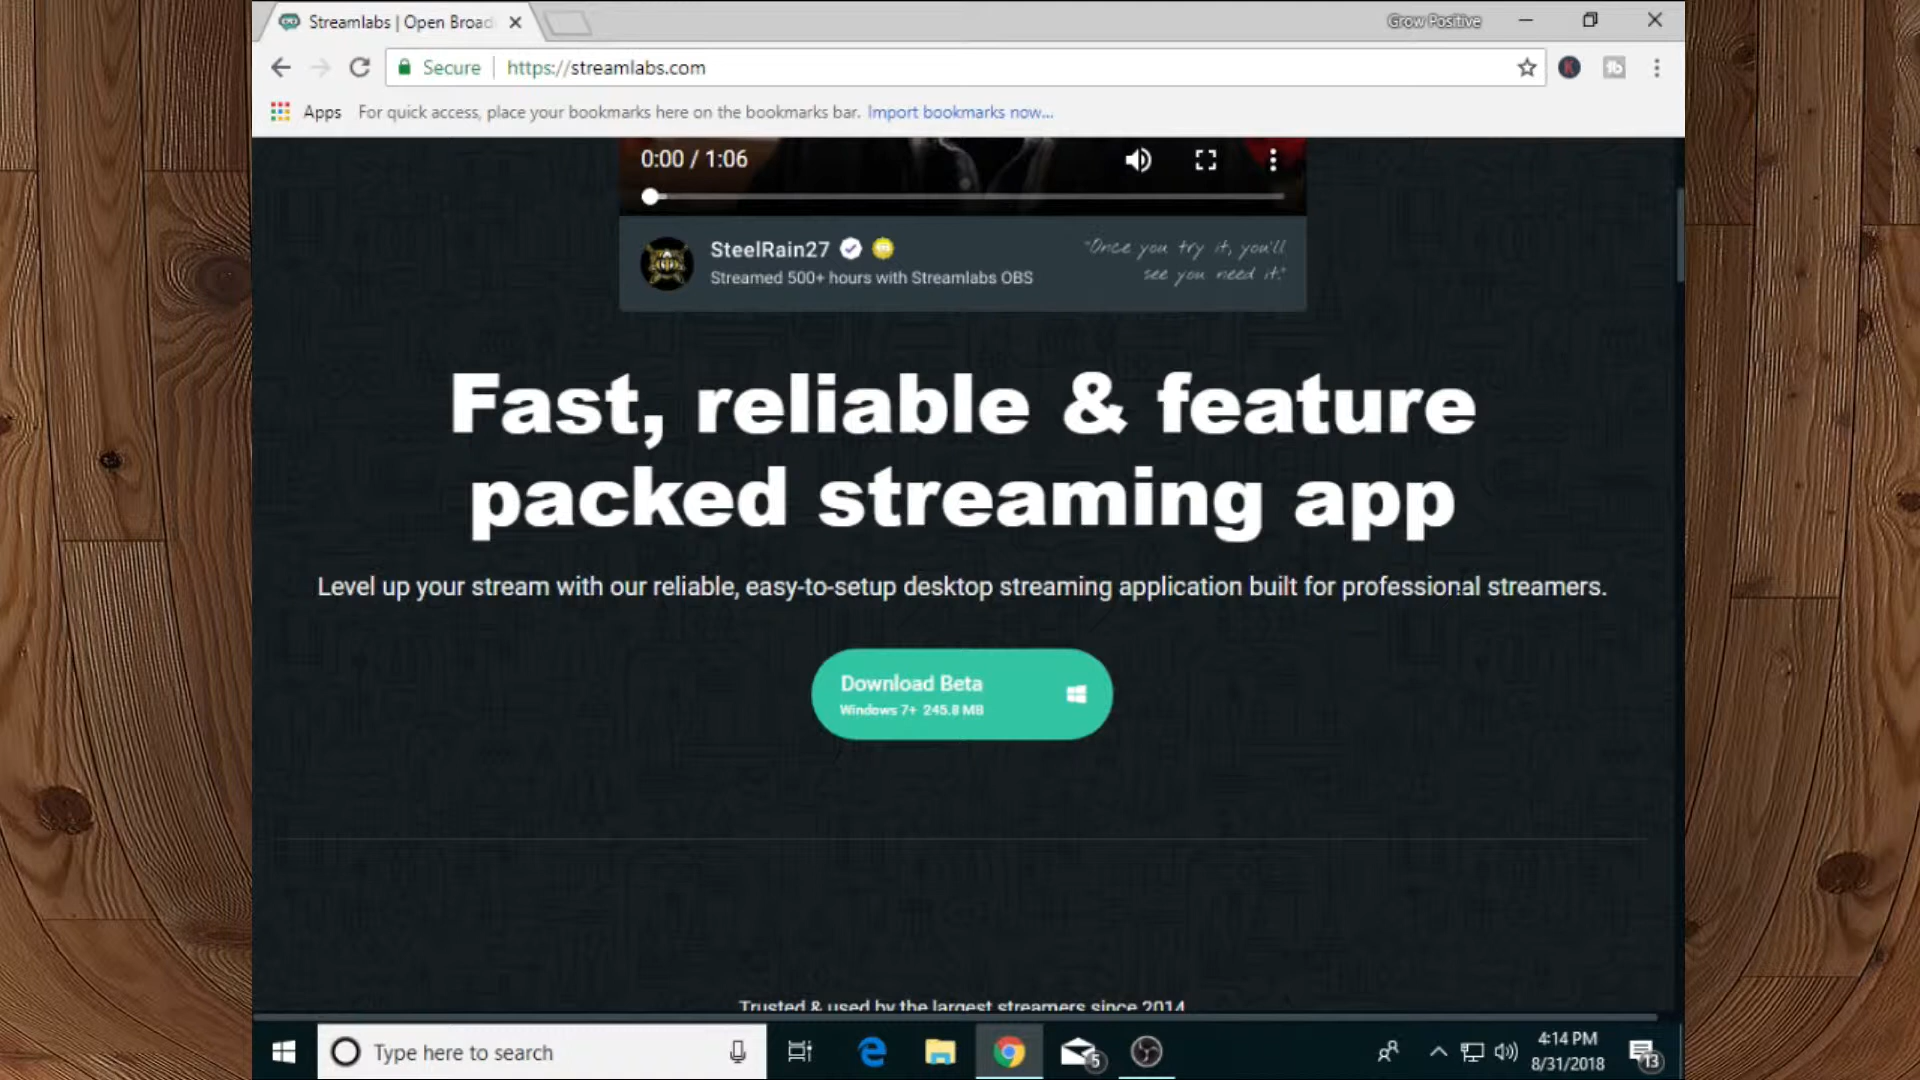 Streamlabs | Open Broad
Grow Positive
Secure
https://streamlabs.com
Apps
For quick access, place your bookmarks here on the bookmarks bar. Import bookmarks now...
0:00 / 1:06
SteelRain27
"Once you try it, you'll
Streamed 500+ hours with Streamlabs OBS
see you need it."
Fast, reliable & feature
packed streaming app
Level up your stream with our reliable, easy-to-setup desktop streaming application built for professional streamers.
Download Beta
Windows 7+ 245.8 MB
Trusted & used by the largest streamers since 2014
Type here to search
5
4:14 PM
8/31/2018
13